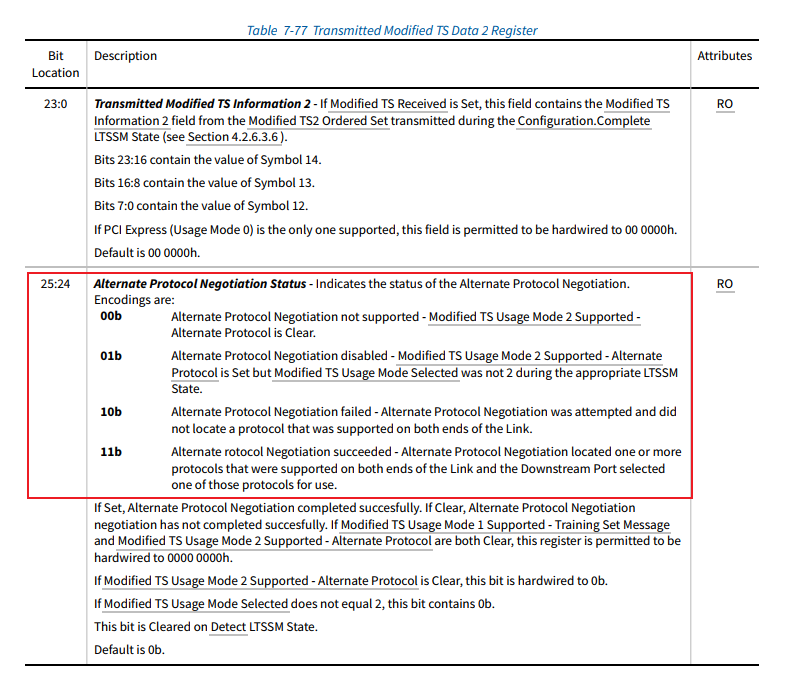 Table 7-77 Transmitted Modified TS Data 2 Register
Bit Location
Description
Attributes
23:0
Transmitted Modified TS Information 2 - If Modified TS Received is Set, this field contains the Modified TS
Information 2 field from the Modified TS2 Ordered Set transmitted during the Configuration.Complete
LTSSM State (see Section 4.2.6.3.6 ).
RO
Bits 23:16 contain the value of Symbol 14.
Bits 16:8 contain the value of Symbol 13.
Bits 7:0 contain the value of Symbol 12.
If PCI Express (Usage Mode 0) is the only one supported, this field is permitted to be hardwired to 00 0000h.
Default is 00 0000h.
25:24
Alternate Protocol Negotiation Status - Indicates the status of the Alternate Protocol Negotiation.
RO
Encodings are:
00b
Alternate Protocol Negotiation not supported - Modified TS Usage Mode 2 Supported -
Alternate Protocol is Clear.
01b
Alternate Protocol Negotiation disabled - Modified TS Usage Mode 2 Supported - Alternate
Protocol is Set but Modified TS Usage Mode Selected was not 2 during the appropriate LTSSM
State.
10b
Alternate Protocol Negotiation failed - Alternate Protocol Negotiation was attempted and did
not locate a protocol that was supported on both ends of the Link.
11b
Alternate rotocol Negotiation succeeded - Alternate Protocol Negotiation located one or more
protocols that were supported on both ends of the Link and the Downstream Port selected
one of those protocols for use.
If Set, Alternate Protocol Negotiation completed succesfully. If Clear, Alternate Protocol Negotiation
negotiation has not completed succesfully. If Modified TS Usage Mode 1 Supported - Training Set Message
and Modified TS Usage Mode 2 Supported - Alternate Protocol are both Clear, this register is permitted to be
hardwired to 0000 0000h.
If Modified TS Usage Mode 2 Supported - Alternate Protocol is Clear, this bit is hardwired to 0b.
If Modified TS Usage Mode Selected does not equal 2, this bit contains 0b.
This bit is Cleared on Detect LTSSM State.
Default is 0b.